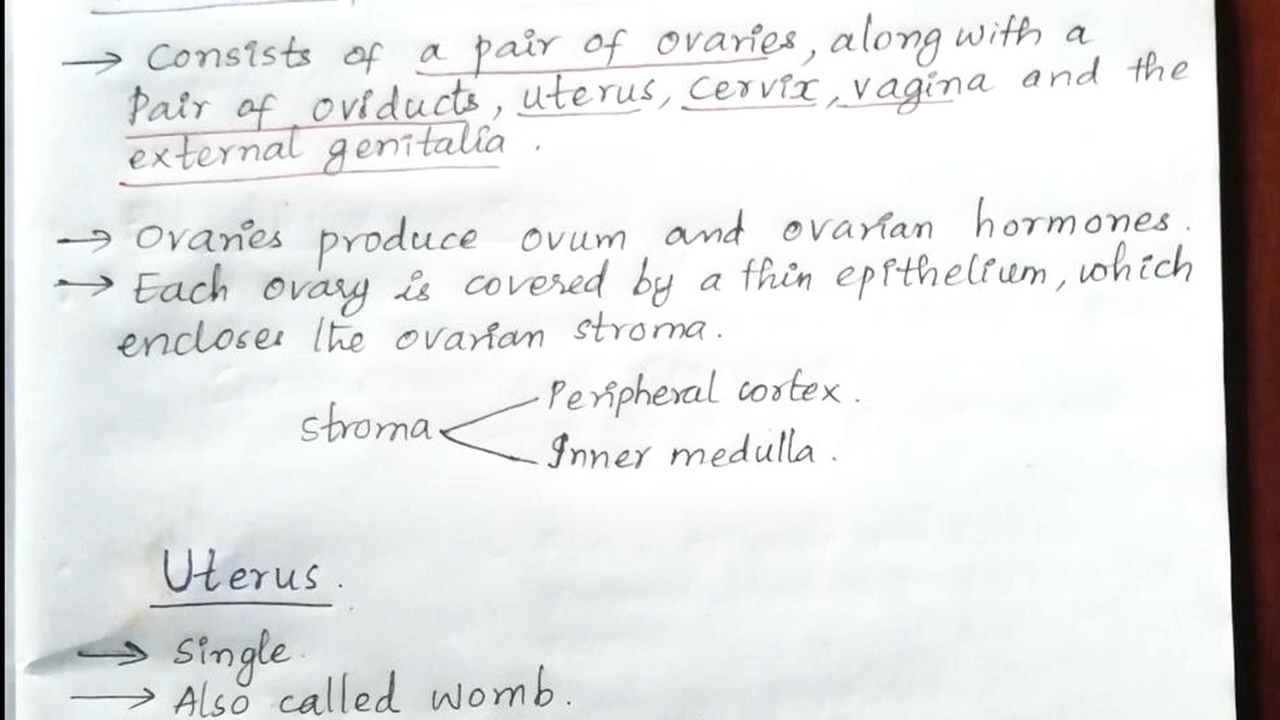 → Consists of a pair of ovaries, along with a
Pair of oviducts, uterus, cervix, vagina and the
external genitalia.
→ Ovaries produce ovum and ovarian hormones.
→ Each ovary is covered by a thin epithelium, which
encloses the ovarian stroma.
Peripheral cortex.
Stroma
Inner medulla.
Uterus.
→ Single.
→ Also called womb.